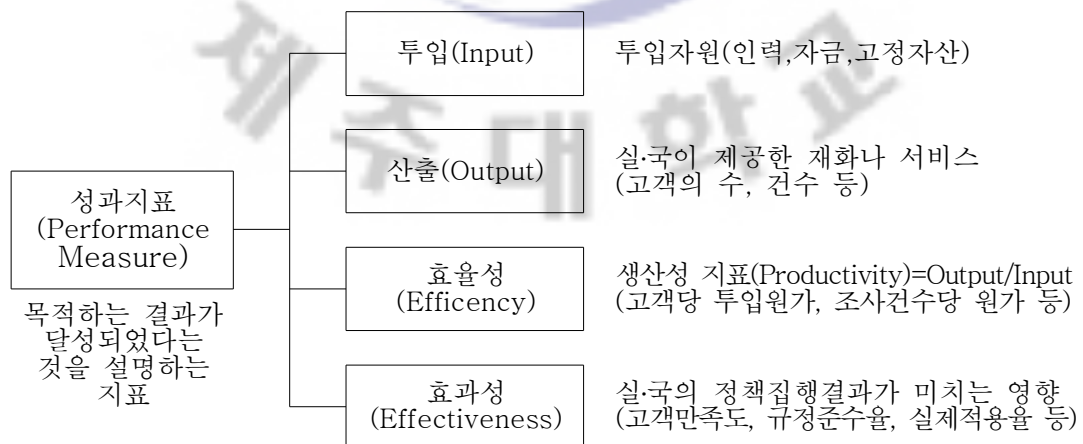 투입(Input)
투입자원(인력,자금,고정자산)
산출(Output)
실·국이 제공한 재화나 서비스
(고객의 수, 건수 등)
성과지표
(Performance
Measure)
목적하는 결과가
달성되었다는
것을 설명하는
지표
효율성
(Efficency)
생산성 지표(Productivity)=Output/Input
(고객당 투입원가, 조사건수당 원가 등)
효과성
(Effectiveness)
실·국의 정책집행결과가 미치는 영향
(고객만족도, 규정준수율, 실제적용율 등)
제주대학교